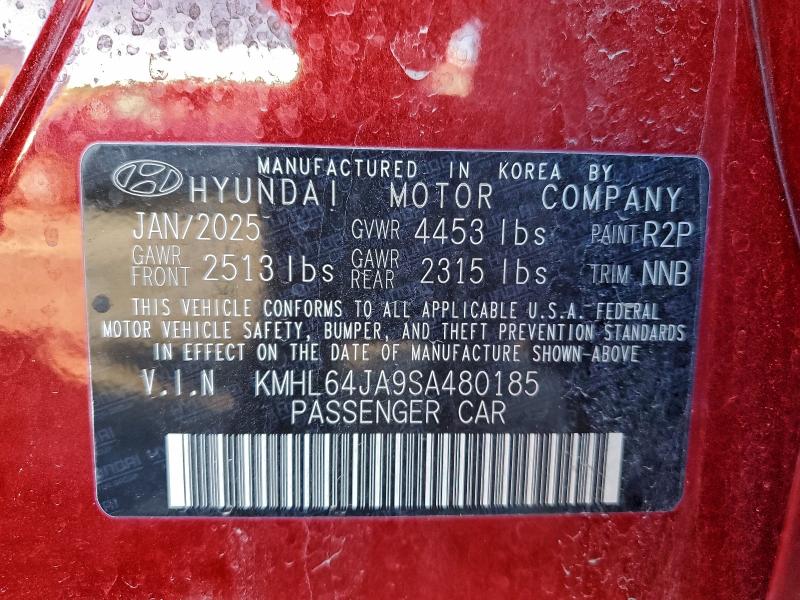 MANUFACTURED IN KOREA BY
HYUNDAI MOTOR COMPANY
JAN/2025 GVWR 4453 lbs PAINT R2P
GAWR FRONT 2513 lbs GAWR REAR 2315 lbs TRIM NNB
THIS VEHICLE CONFORMS TO ALL APPLICABLE U.S.A. FEDERAL
MOTOR VEHICLE SAFETY, BUMPER, AND THEFT PREVENTION STANDARDS
IN EFFECT ON THE DATE OF MANUFACTURE SHOWN-ABOVE
V.I.N KMHL64JA9SA480185
PASSENGER CAR